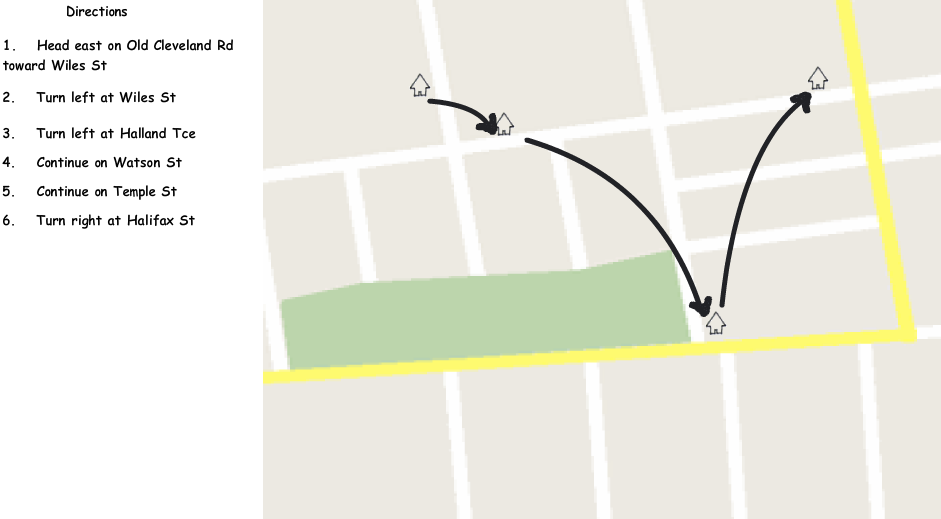 Directions
1. Head east on Old Cleveland Rd
toward Wiles St
2. Turn left at Wiles St
3. Turn left at Halland Tce
4. Continue on Watson St
5. Continue on Temple St
6. Turn right at Halifax St